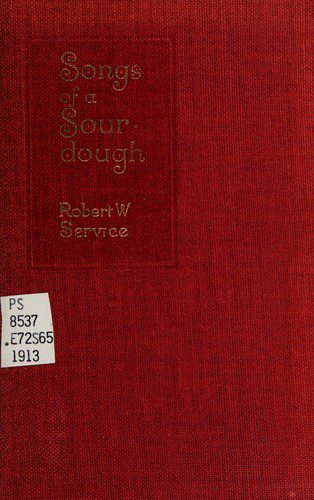 Songs
of a
Sour-
dough
Robert W
Service
PS
8537
.E72S65
1913